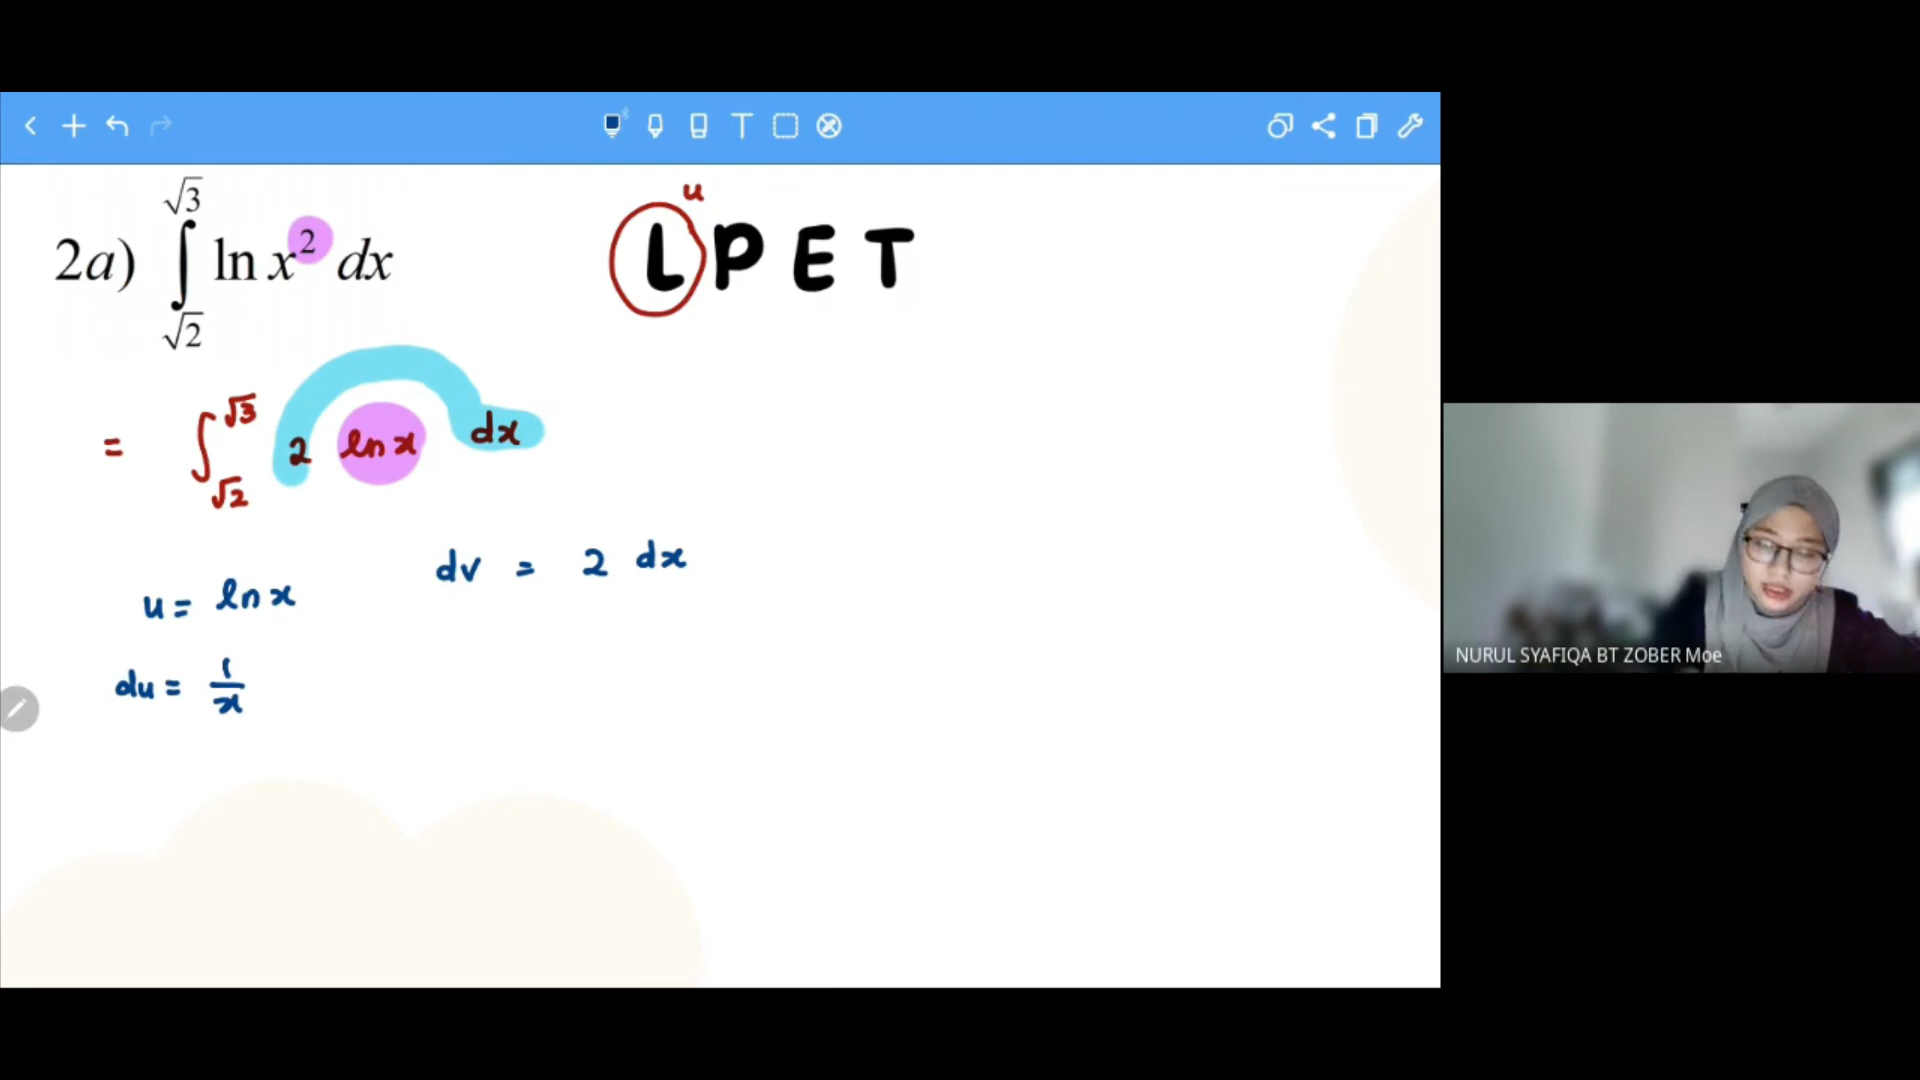 2a) ∫_{√2}^{√3} ln x² dx
u
L P E T
= ∫_{√2}^{√3} 2 ln x dx
u = ln x
dv = 2 dx
du = 1/x
NURUL SYAFIQA BT ZOBER Moe